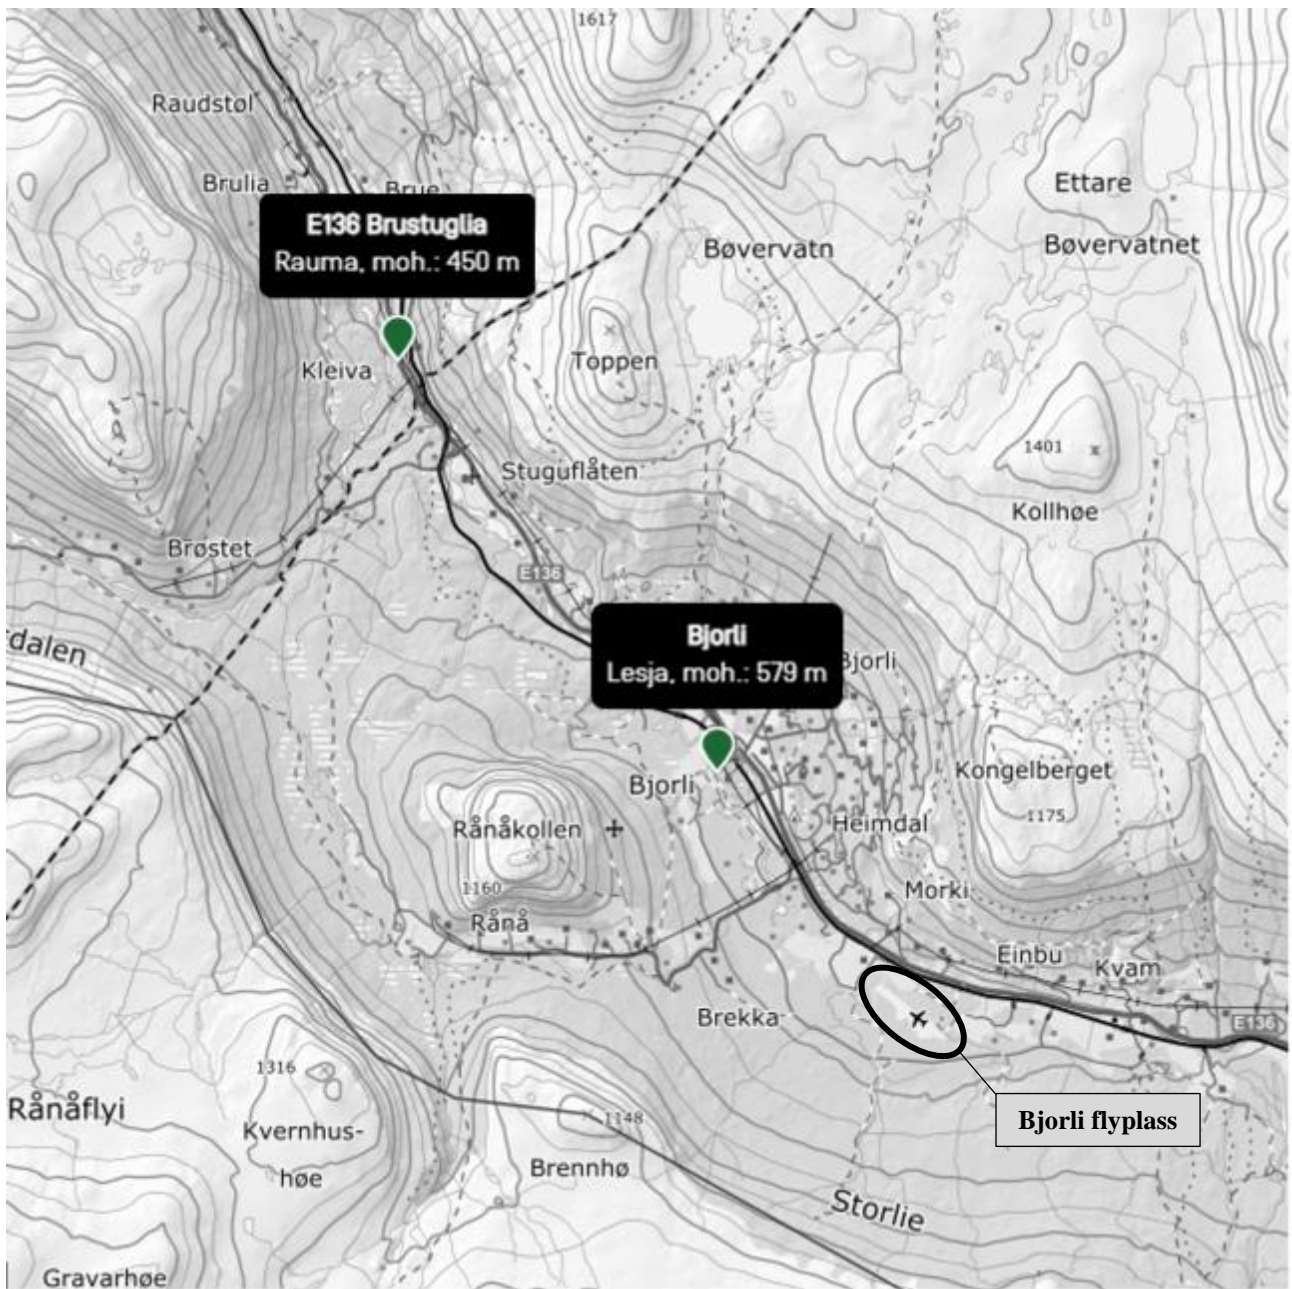 1617
Raudstøl
Brulia
Brue
Ettare
E136 Brustuglia
Rauma, moh.: 450 m
Bøvervatn
Bøvervatnet
Kleiva
Toppen
1401
Stuguflåten
Kollhøe
Brøstet
E136
dalen
Bjorli
Lesja, moh.: 579 m
Bjorli
Kongelberget
Bjorli
1175
Rånåkollen
Heimdal
1160
Morki
Rånå
Einbu
Kvam
Brekka
E136
1316
Rånåflyi
1148
Bjorli flyplass
Kvernhus-
høe
Brennhø
Storlie
Gravarhøe